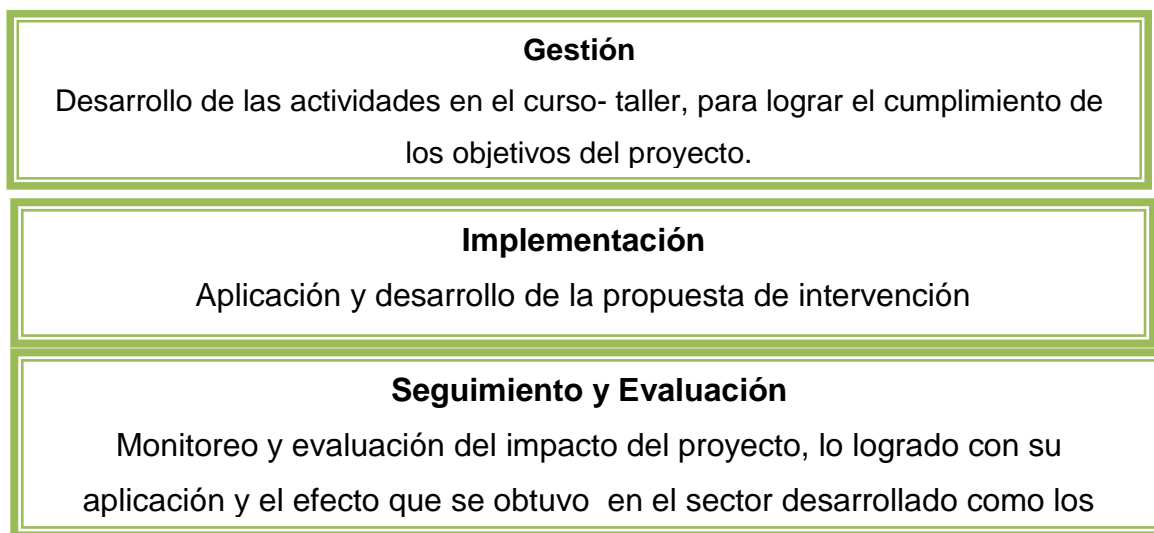 Gestión
Desarrollo de las actividades en el curso- taller, para lograr el cumplimiento de
los objetivos del proyecto.
Implementación
Aplicación y desarrollo de la propuesta de intervención
Seguimiento y Evaluación
Monitoreo y evaluación del impacto del proyecto, lo logrado con su
aplicación y el efecto que se obtuvo  en el sector desarrollado como los